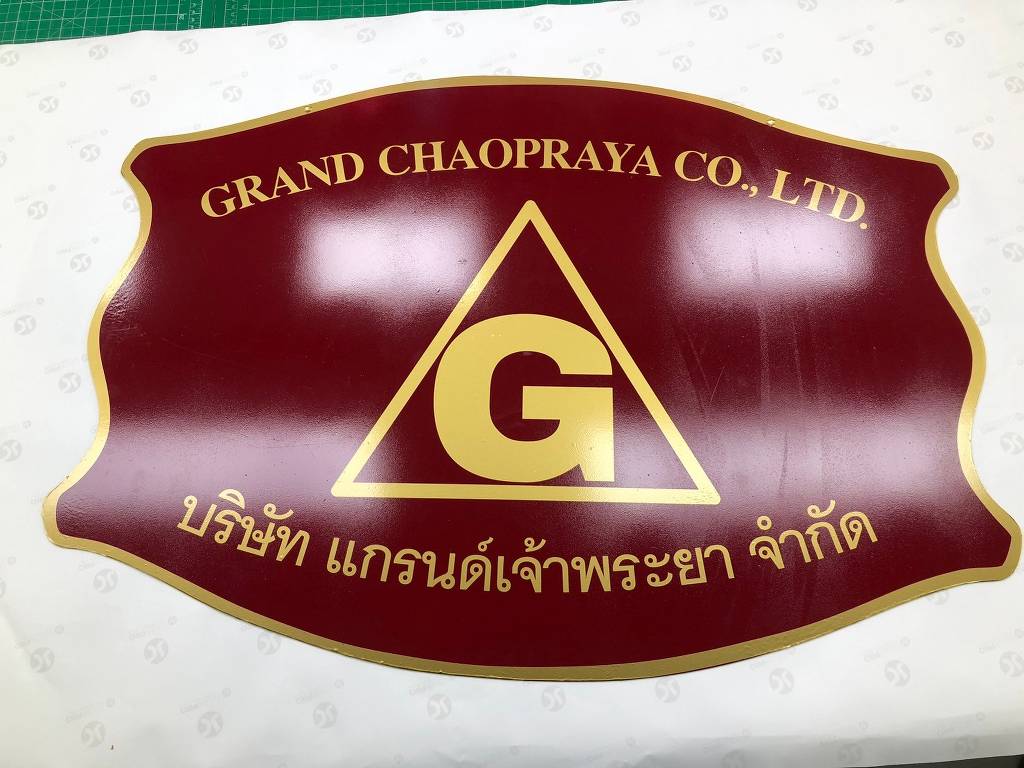 GRAND CHAOPRAYA CO., LTD.
G
บริษัท แกรนด์เจ้าพระยา จำกัด